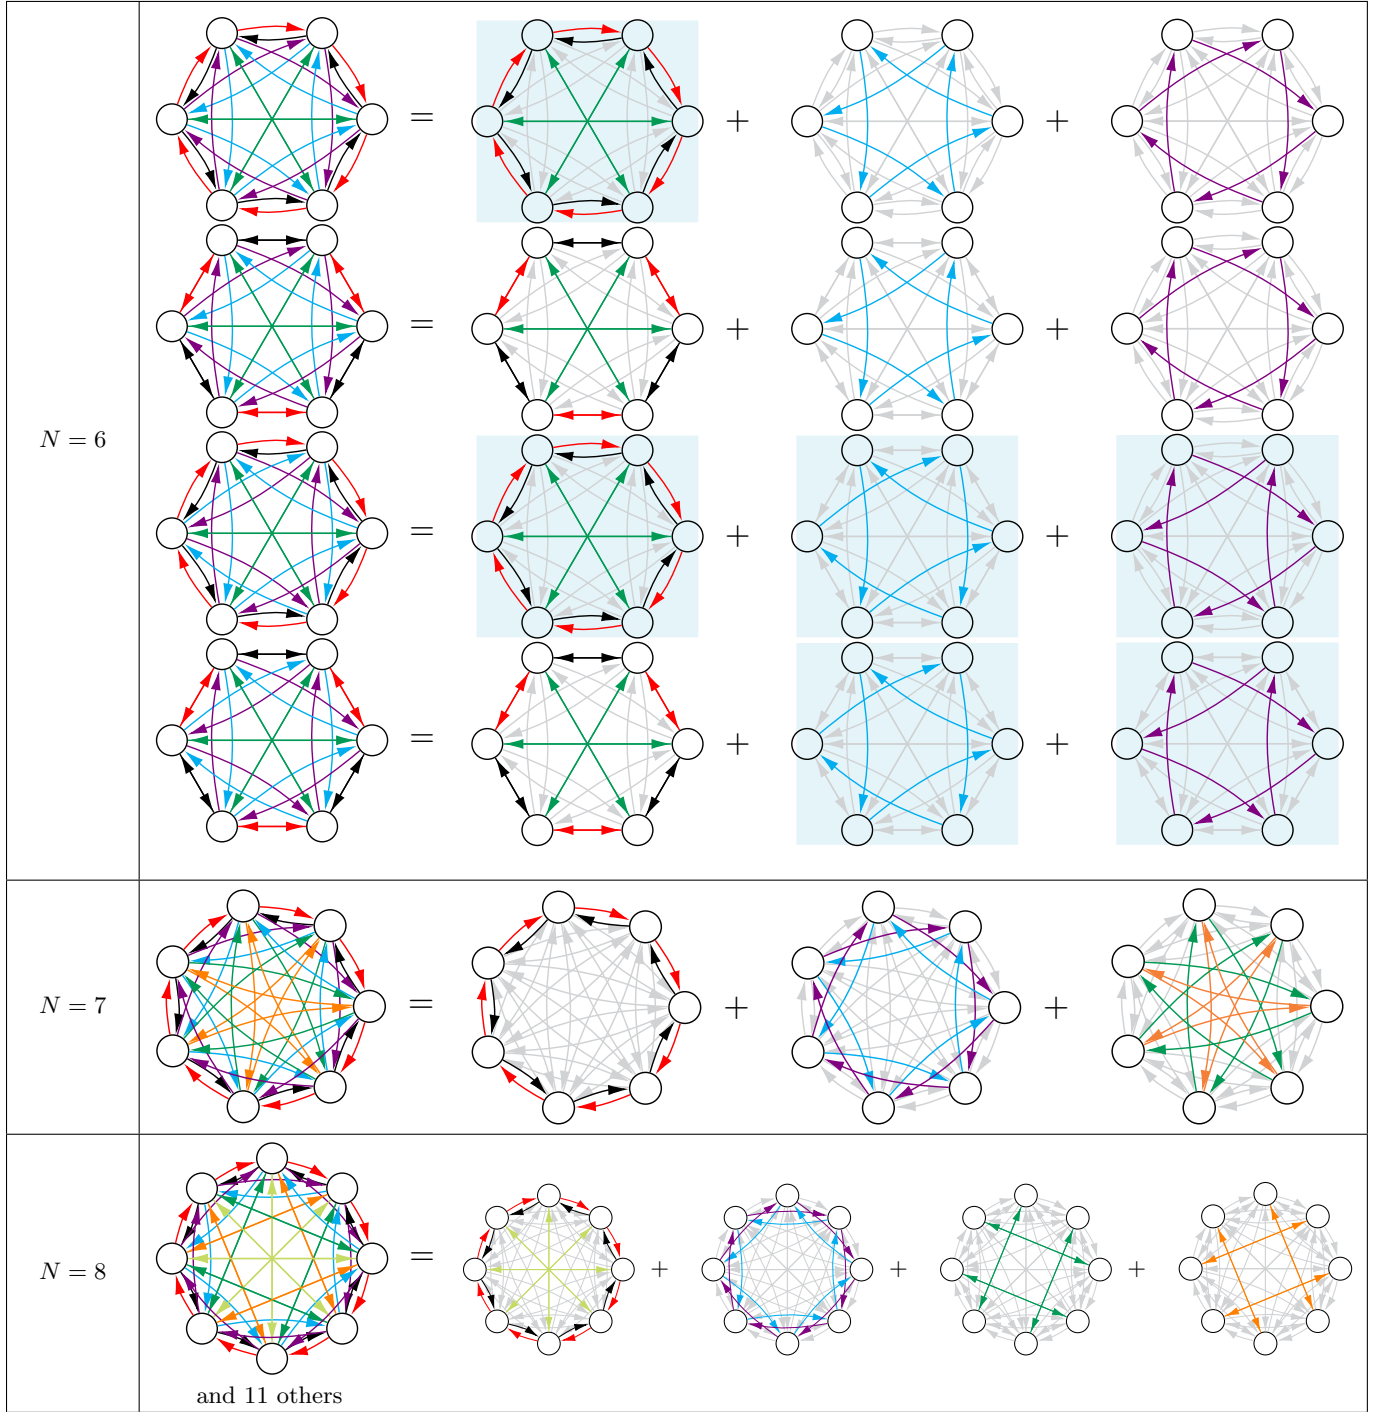 = + +
= + +
N = 6
= + +
= + +
N = 7 = + +
N = 8 = + + +
and 11 others